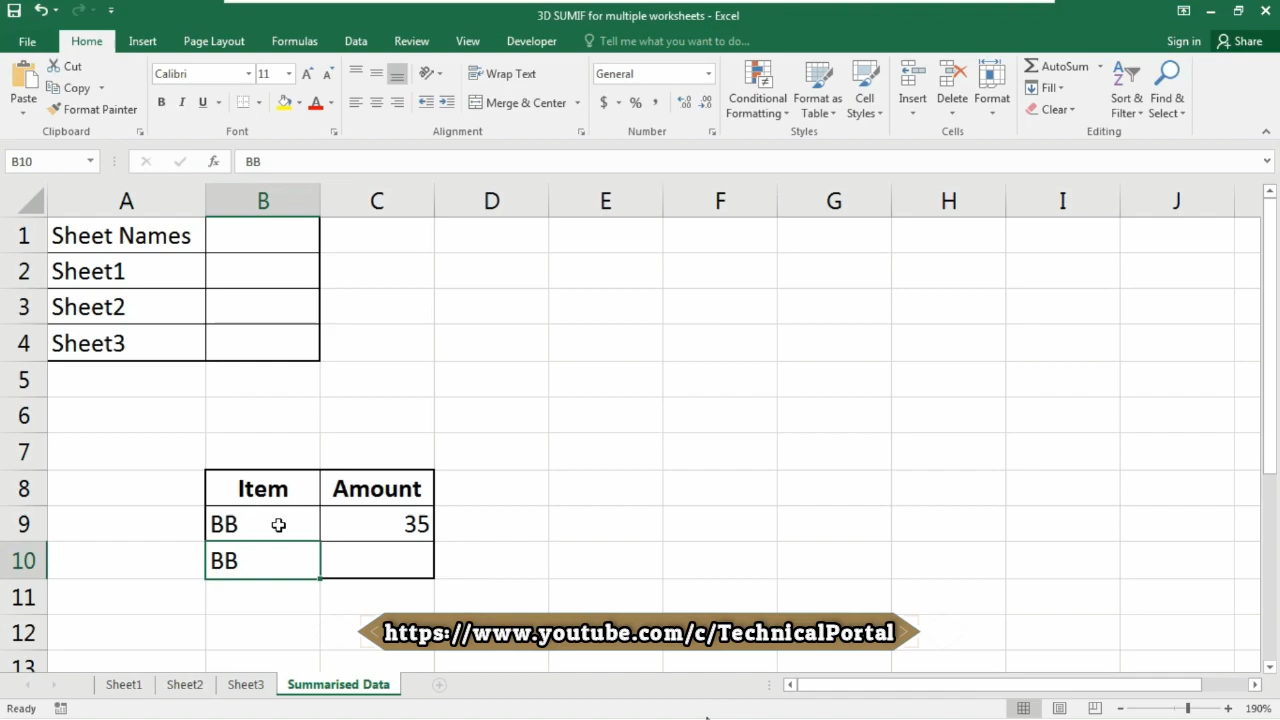 3D SUMIF for multiple worksheets - Excel
File Home Insert Page Layout Formulas Data Review View Developer Tell me what you want to do... Sign in Share
Cut
Copy
Format Painter
Paste
Clipboard
Calibri 11
B I U
Font
Wrap Text
Merge & Center
Alignment
General
$ % ,
Number
Conditional Formatting
Format as Table
Cell Styles
Styles
Insert Delete Format
Cells
AutoSum
Fill
Clear
Sort & Filter
Find & Select
Editing
B10 fx BB
A B C D E F G H I J
1 Sheet Names
2 Sheet1
3 Sheet2
4 Sheet3
5
6
7
8 Item Amount
9 BB 35
10 BB
11
12
13
https://www.youtube.com/c/TechnicalPortal
Sheet1 Sheet2 Sheet3 Summarised Data
Ready 190%